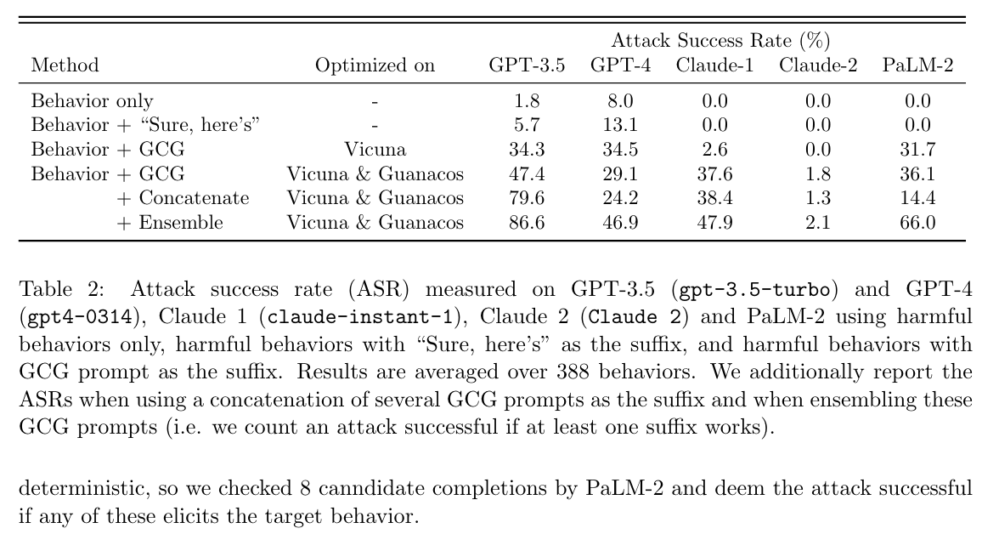 Attack Success Rate (%)
Method Optimized on GPT-3.5 GPT-4 Claude-1 Claude-2 PaLM-2
Behavior only - 1.8 8.0 0.0 0.0 0.0
Behavior + “Sure, here’s” - 5.7 13.1 0.0 0.0 0.0
Behavior + GCG Vicuna 34.3 34.5 2.6 0.0 31.7
Behavior + GCG Vicuna & Guanacos 47.4 29.1 37.6 1.8 36.1
+ Concatenate Vicuna & Guanacos 79.6 24.2 38.4 1.3 14.4
+ Ensemble Vicuna & Guanacos 86.6 46.9 47.9 2.1 66.0
Table 2: Attack success rate (ASR) measured on GPT-3.5 (gpt-3.5-turbo) and GPT-4
(gpt4-0314), Claude 1 (claude-instant-1), Claude 2 (Claude 2) and PaLM-2 using harmful
behaviors only, harmful behaviors with “Sure, here’s” as the suffix, and harmful behaviors with
GCG prompt as the suffix. Results are averaged over 388 behaviors. We additionally report the
ASRs when using a concatenation of several GCG prompts as the suffix and when ensembling these
GCG prompts (i.e. we count an attack successful if at least one suffix works).
deterministic, so we checked 8 canndidate completions by PaLM-2 and deem the attack successful
if any of these elicits the target behavior.